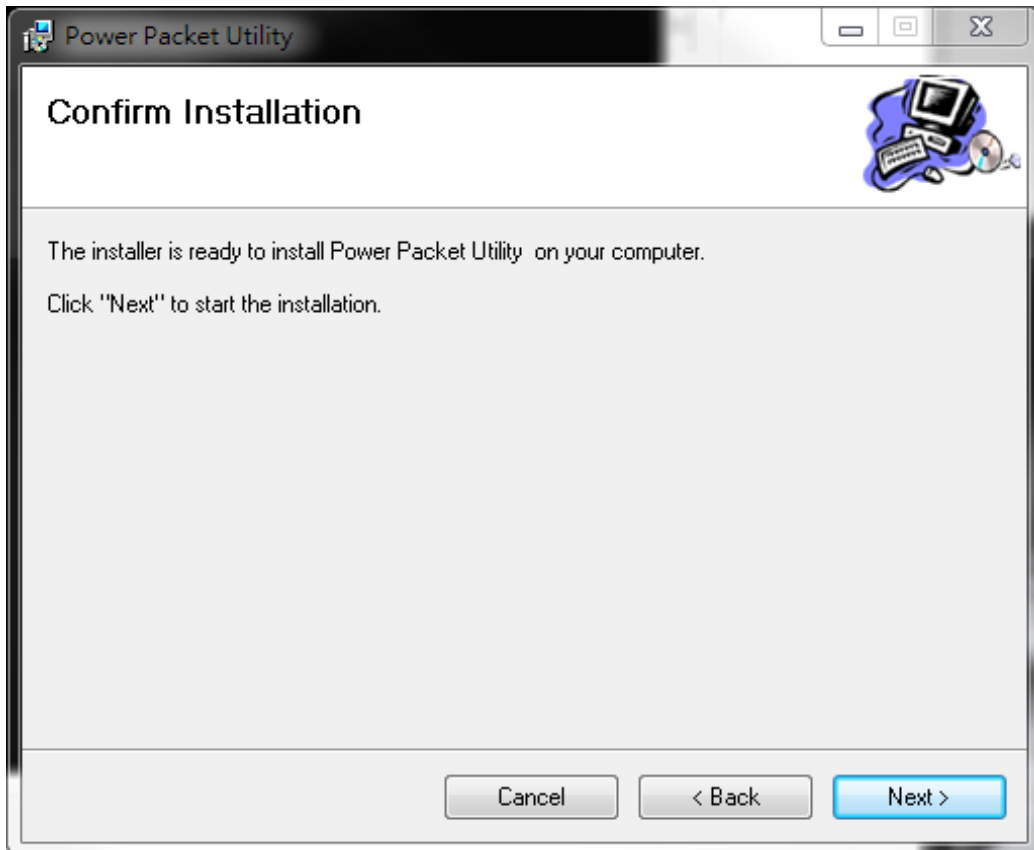 Power Packet Utility
Confirm Installation
The installer is ready to install Power Packet Utility  on your computer.
Click "Next" to start the installation.
Cancel
< Back
Next >